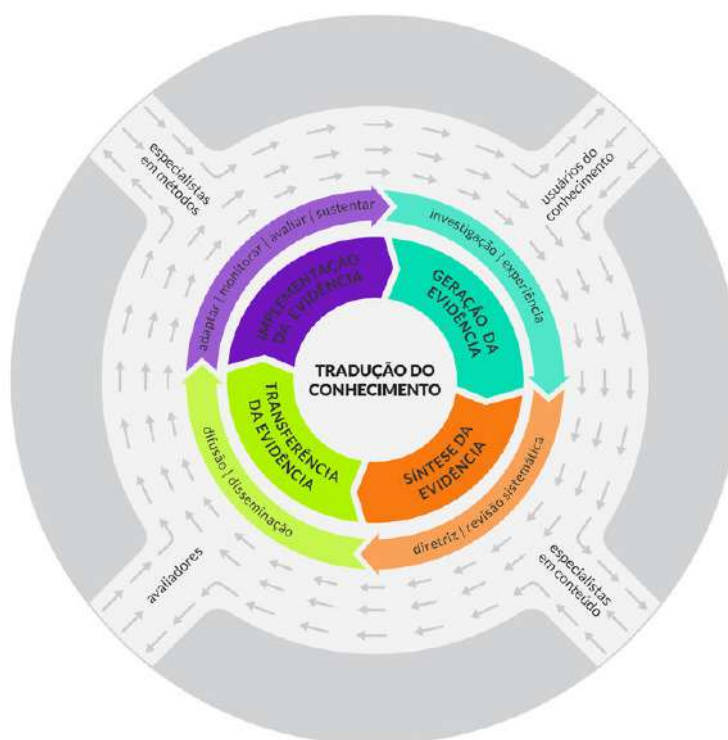 especialistas
em métodos
usuários do
conhecimento
adaptar | monitorar | avaliar | sustentar
investigação | experiência
IMPLEMENTAÇÃO
DA EVIDÊNCIA
GERAÇÃO DA
EVIDÊNCIA
TRADUÇÃO DO
CONHECIMENTO
TRANSFERÊNCIA
DA EVIDÊNCIA
SÍNTESE DA
EVIDÊNCIA
difusão | disseminação
diretriz | revisão sistemática
avaliadores
especialistas
em conteúdo